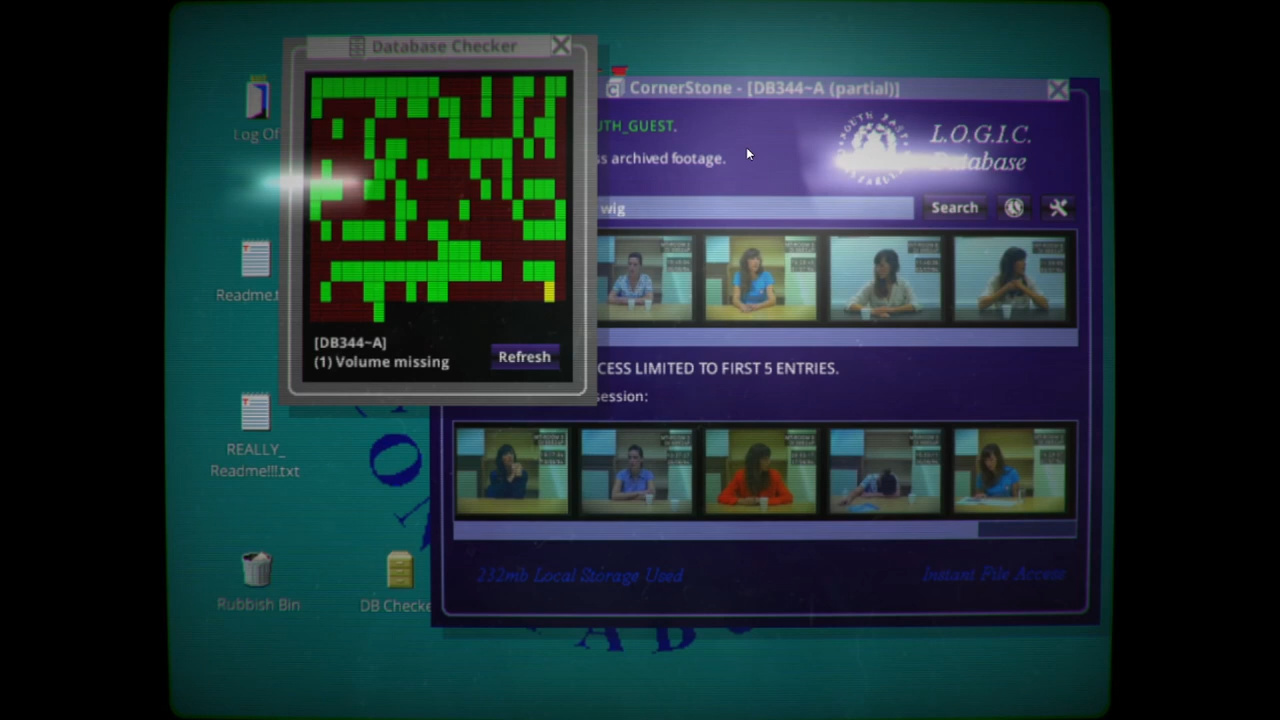 Database Checker
CornerStone - [DB344~A (partial)]
Log Of
UTH_GUEST.
s archived footage.
SOUTH EAST
L.O.G.I.C.
Database
wig
Search
Readme.t
[DB344~A]
(1) Volume missing
Refresh
CESS LIMITED TO FIRST 5 ENTRIES.
ession:
REALLY_
Readme!!!.txt
232mb Local Storage Used
Instant File Access
Rubbish Bin
DB Checke